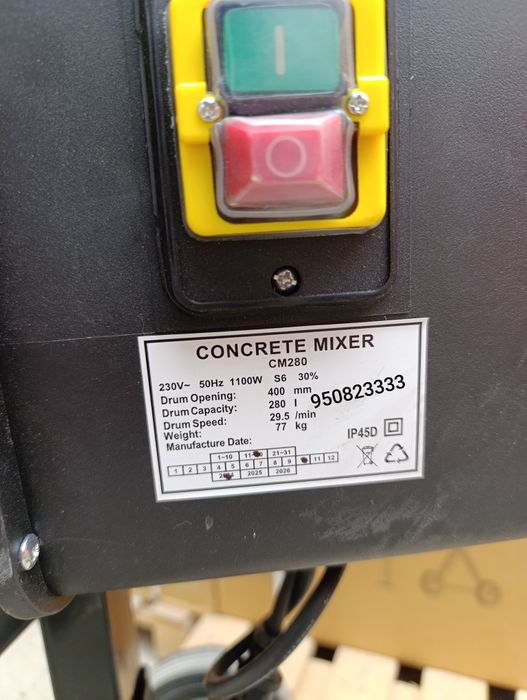 I
O
CONCRETE MIXER
CM280
230V~ 50Hz 1100W S6 30%
Drum Opening: 400 mm
Drum Capacity: 280 l 950823333
Drum Speed: 29.5 /min
Weight: 77 kg
Manufacture Date: IP45D
1~10 21~31
1 2 3 4 5 6 7 8 9 11 12
2025 2026